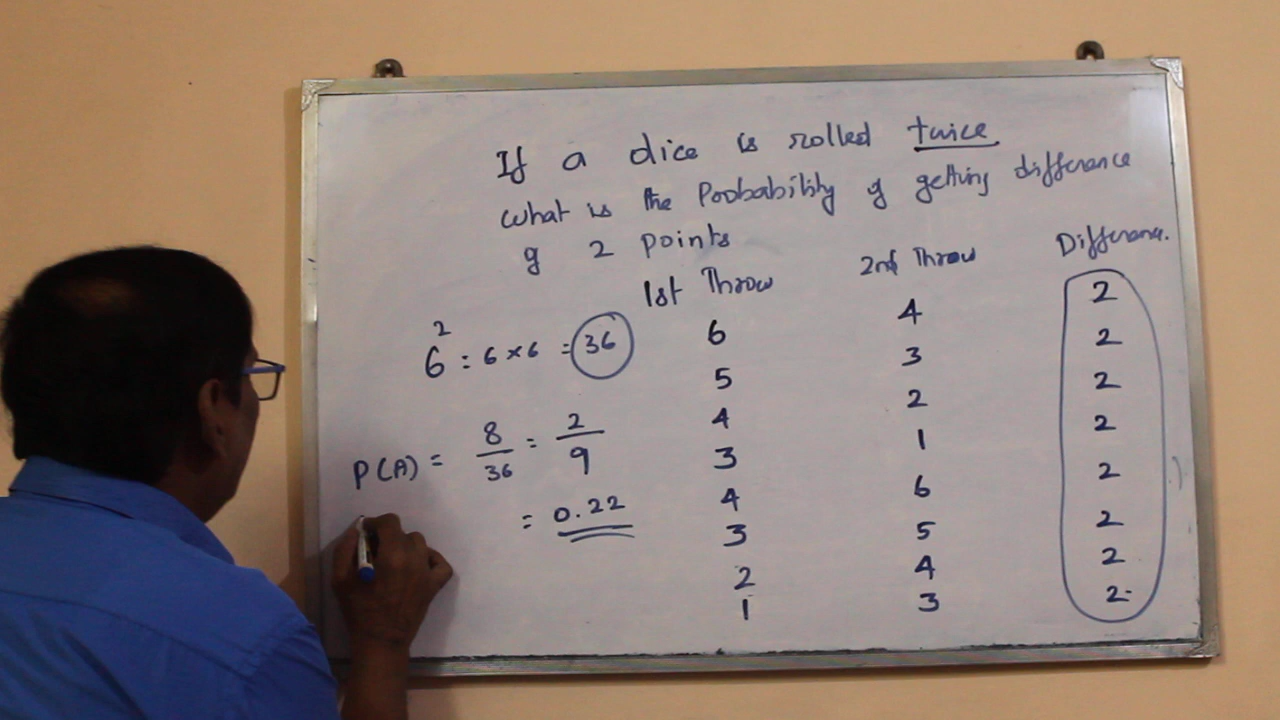 If a dice is rolled twice
what is the Probability of getting difference
of 2 points
1st Throw 2nd Throw Difference.
6 4 2
5 3 2
4 2 2
3 1 2
4 6 2
3 5 2
2 4 2
1 3 2.
6² = 6 × 6 = 36
P(A) = 8/36 = 2/9
= 0.22